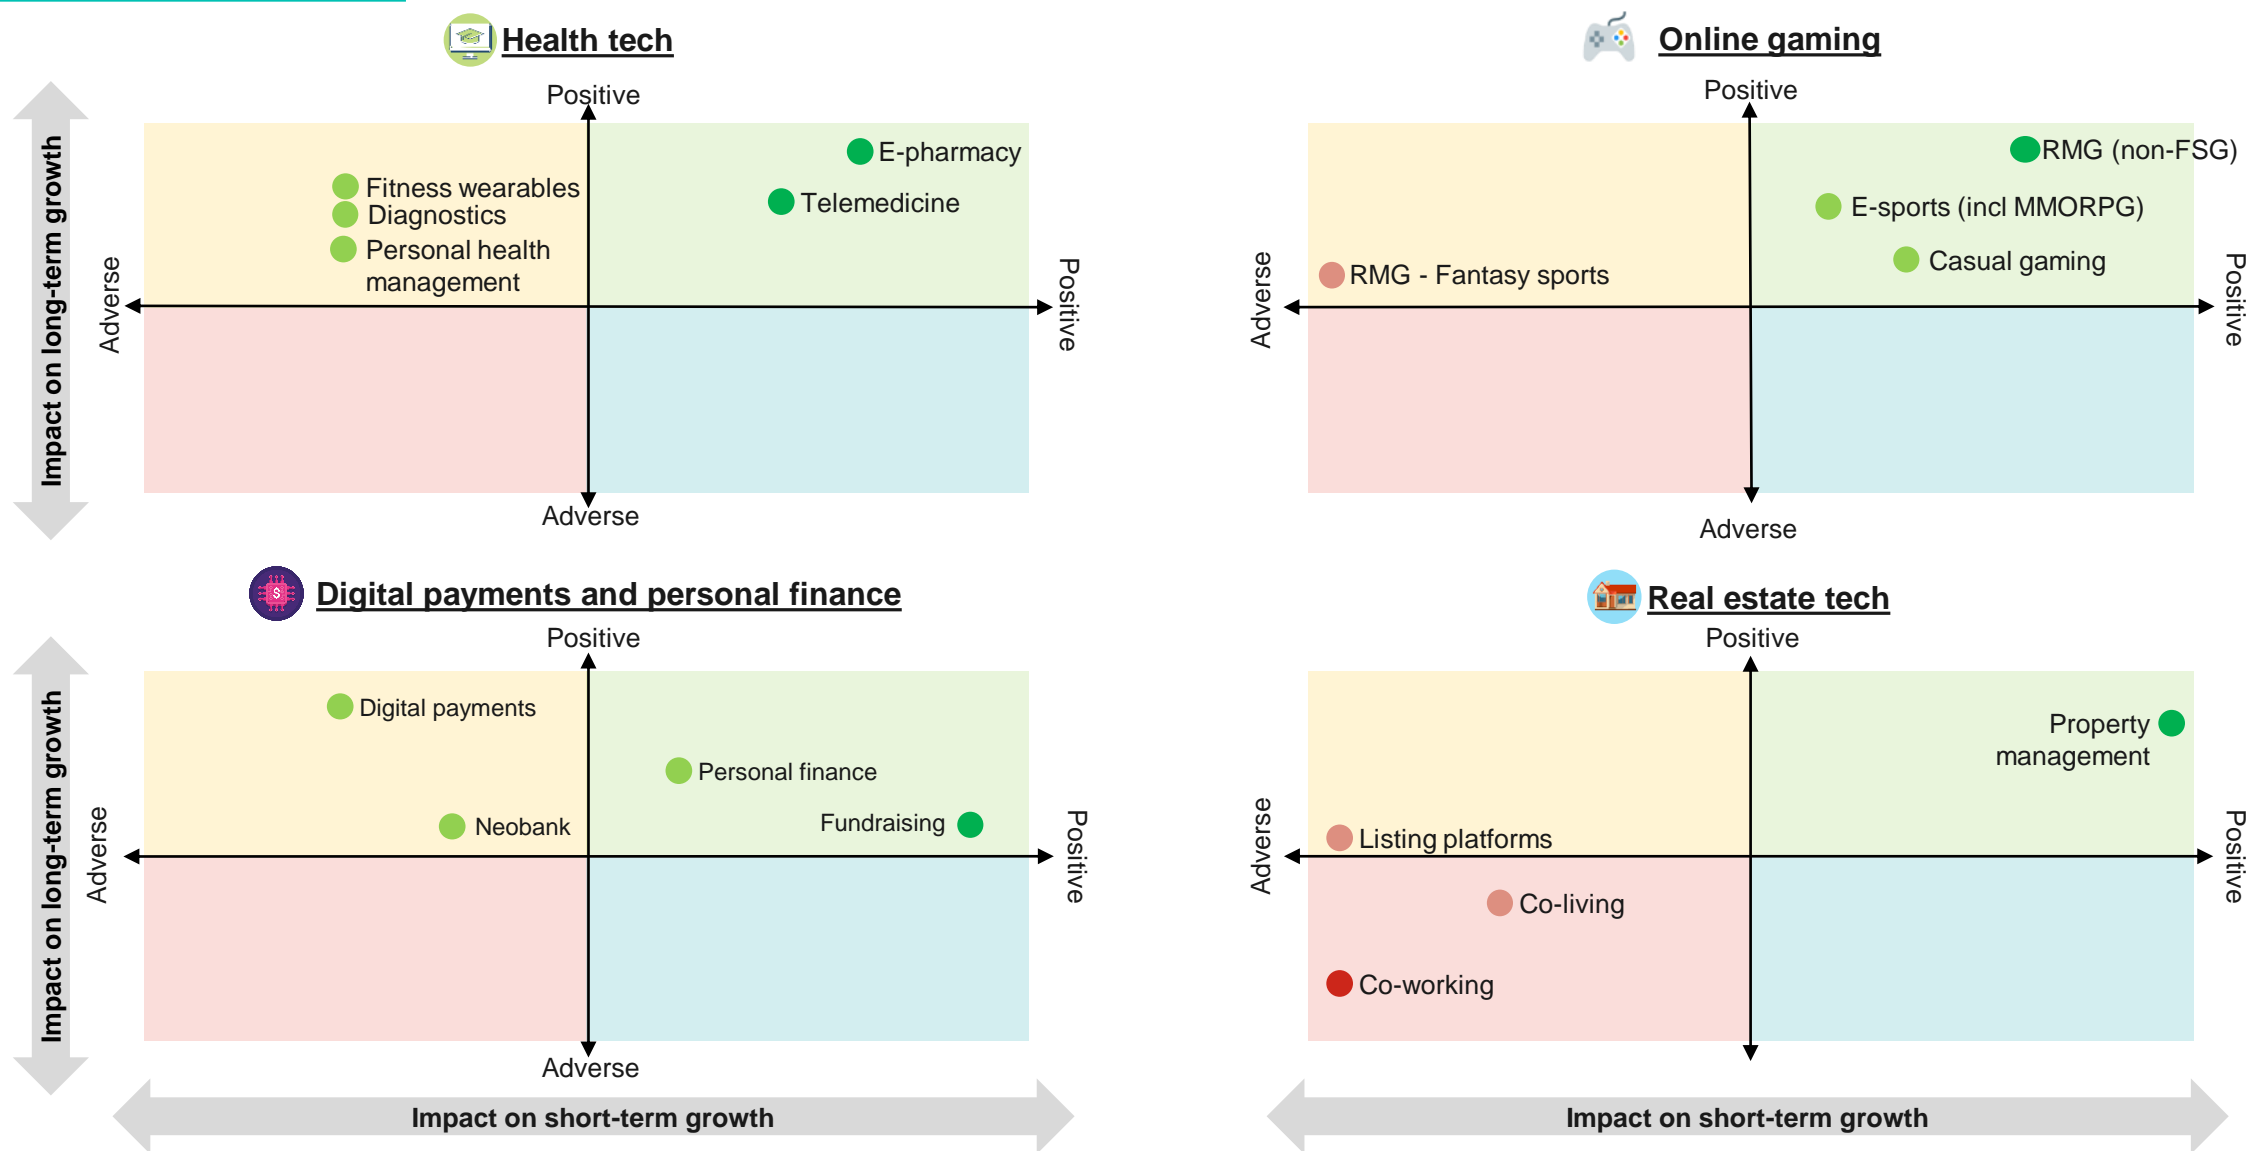 Health tech
Positive
E-pharmacy
Fitness wearables
Telemedicine
Diagnostics
Personal health
management
Adverse
Positive
Adverse
Impact on long-term growth
Online gaming
Positive
RMG (non-FSG)
E-sports (incl MMORPG)
Casual gaming
RMG - Fantasy sports
Adverse
Positive
Adverse
Digital payments and personal finance
Positive
Digital payments
Personal finance
Fundraising
Neobank
Adverse
Positive
Adverse
Impact on long-term growth
Impact on short-term growth
Real estate tech
Positive
Property
management
Listing platforms
Adverse
Positive
Co-living
Co-working
Impact on short-term growth